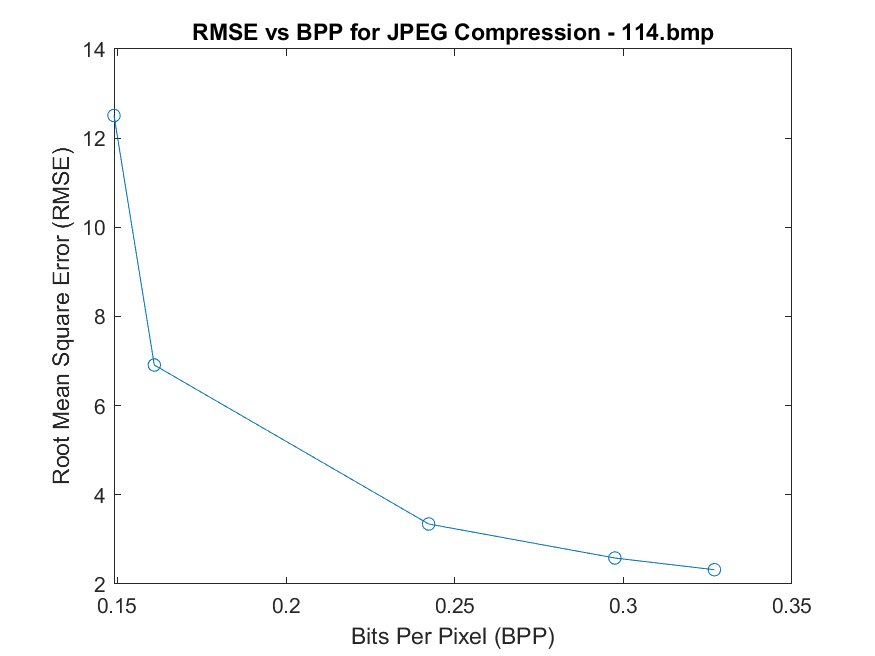 RMSE vs BPP for JPEG Compression - 114.bmp
Root Mean Square Error (RMSE)
14
12
10
8
6
4
2
0.15 0.2 0.25 0.3 0.35
Bits Per Pixel (BPP)